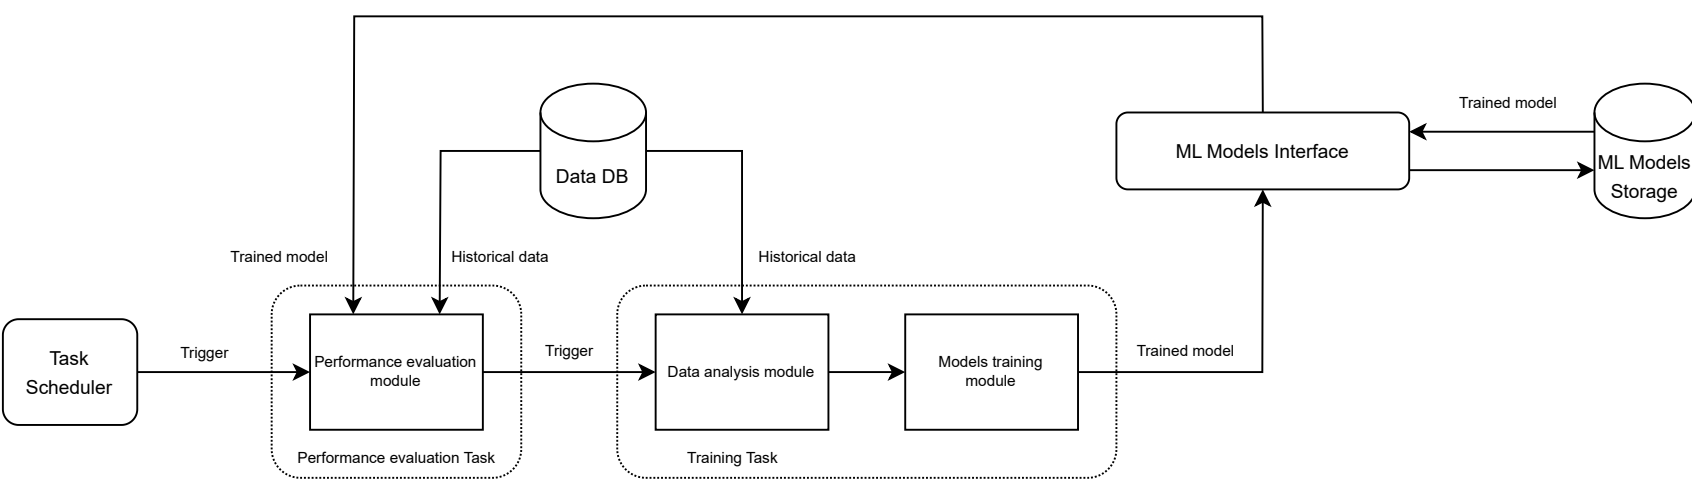 Trained model
Data DB
ML Models Interface
ML Models
Storage
Trained model
Historical data
Historical data
Task
Scheduler
Trigger
Performance evaluation
module
Trigger
Data analysis module
Models training
module
Trained model
Performance evaluation Task
Training Task